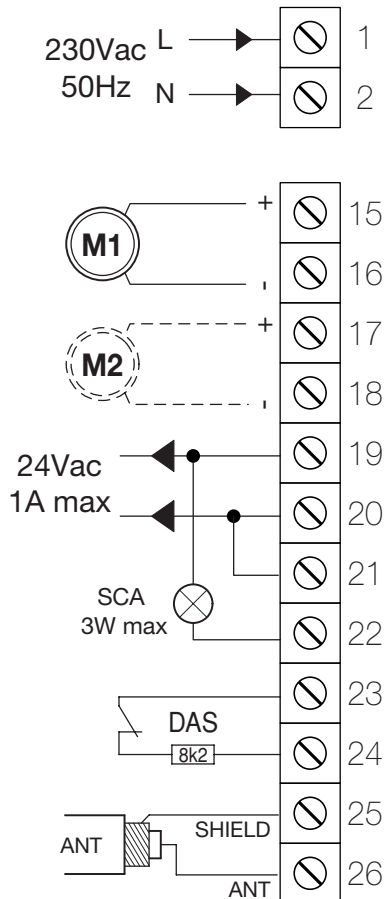 230Vac L 1
50Hz N 2
M1 + 15
- 16
M2 + 17
- 18
24Vac 19
1A max 20
21
SCA 22
3W max
23
DAS
8k2 24
SHIELD 25
ANT
ANT 26